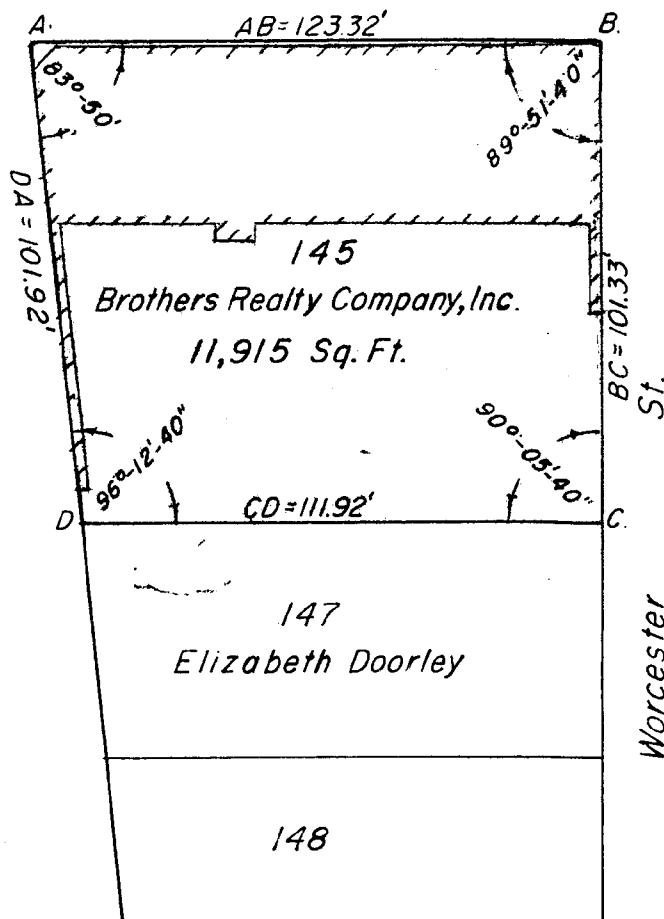 A. AB=123.32' B.
83°-50'
89°-51'-40"
DA=101.92'
145
Brothers Realty Company, Inc.
11,915 Sq. Ft.
BC=101.33'
96°-12'-40"
90°-05'-40"
D CD=111.92' C.
147
Elizabeth Doorley
Worcester St.
148